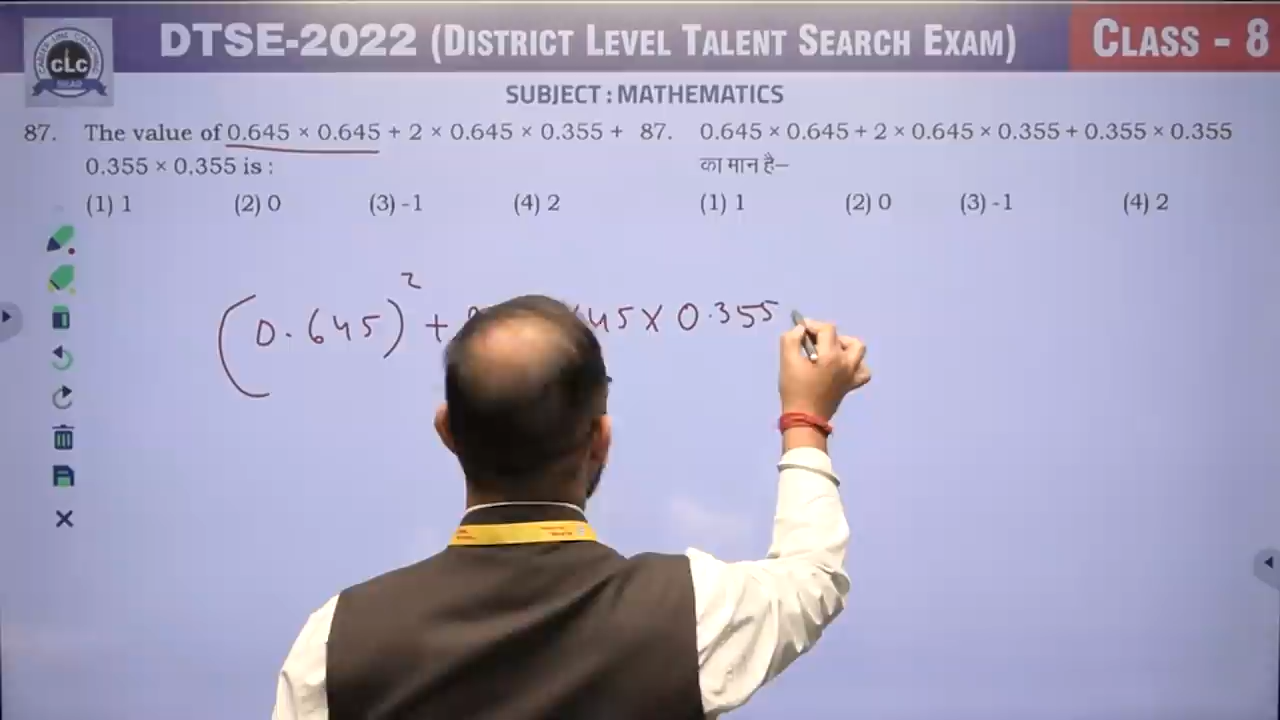 DTSE-2022 (DISTRICT LEVEL TALENT SEARCH EXAM)
CLASS - 8
cLc
SUBJECT : MATHEMATICS
87. The value of 0.645 × 0.645 + 2 × 0.645 × 0.355 +
0.355 × 0.355 is :
(1) 1 (2) 0 (3) -1 (4) 2
87. 0.645 × 0.645 + 2 × 0.645 × 0.355 + 0.355 × 0.355
का मान है–
(1) 1 (2) 0 (3) -1 (4) 2
(0.645)² + 45 × 0.355